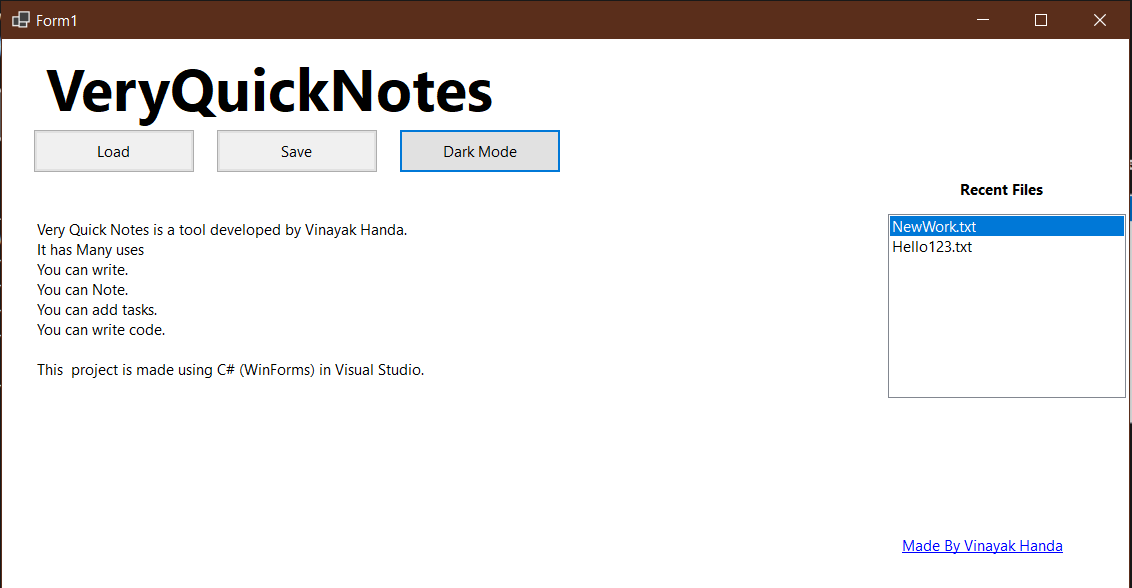 Form1
VeryQuickNotes
Load
Save
Dark Mode
Recent Files
NewWork.txt
Hello123.txt
Very Quick Notes is a tool developed by Vinayak Handa.
It has Many uses
You can write.
You can Note.
You can add tasks.
You can write code.
This  project is made using C# (WinForms) in Visual Studio.
Made By Vinayak Handa